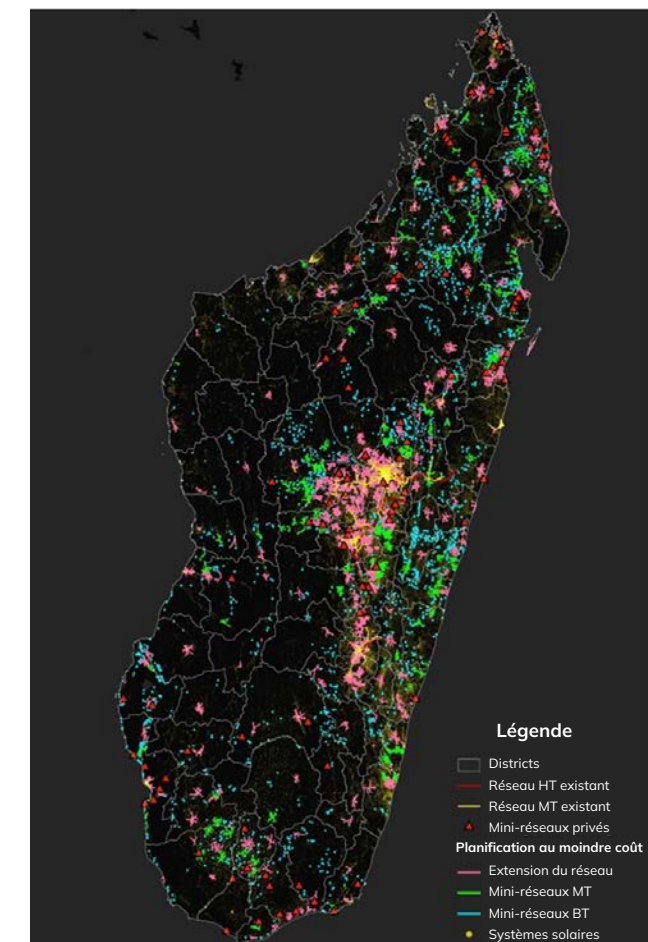 Légende
Districts
Réseau HT existant
Réseau MT existant
Mini-réseaux privés
Planification au moindre coût
Extension du réseau
Mini-réseaux MT
Mini-réseaux BT
Systèmes solaires